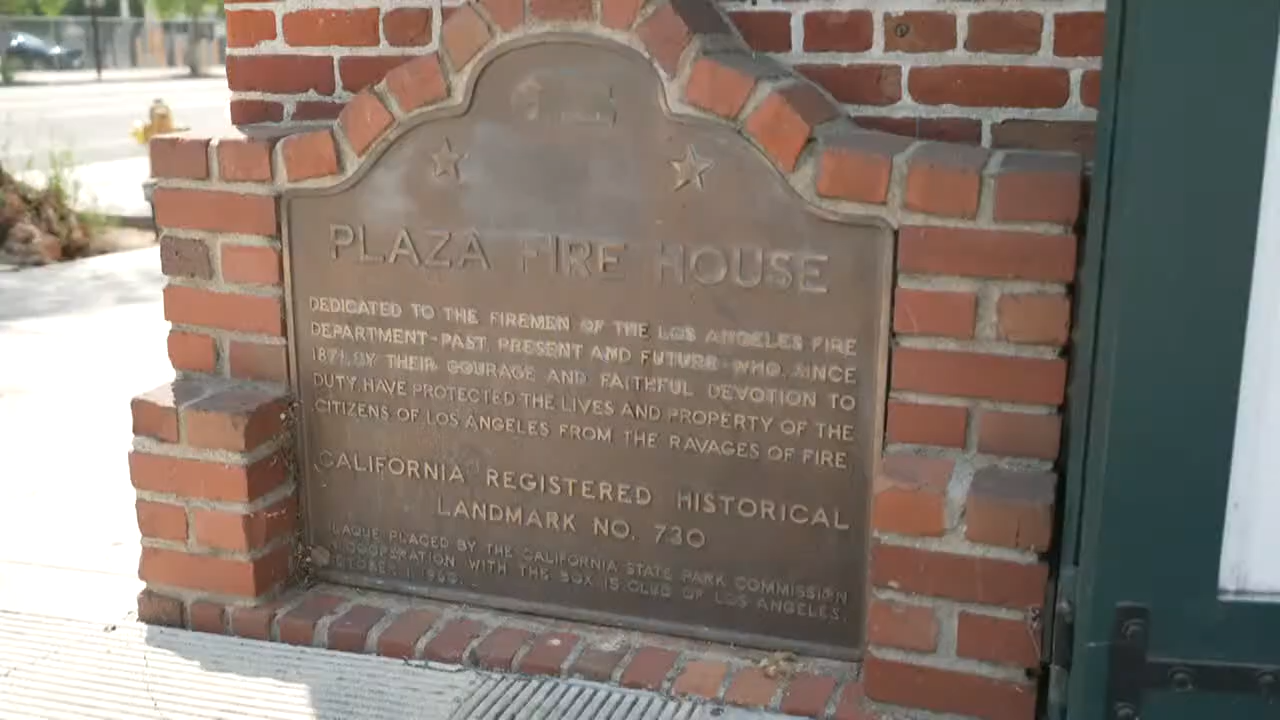 PLAZA FIRE HOUSE
DEDICATED TO THE FIREMEN OF THE LOS ANGELES FIRE
DEPARTMENT-PAST, PRESENT AND FUTURE-WHO, SINCE
1871, BY THEIR COURAGE AND FAITHFUL DEVOTION TO
DUTY, HAVE PROTECTED THE LIVES AND PROPERTY OF THE
CITIZENS OF LOS ANGELES FROM THE RAVAGES OF FIRE.
CALIFORNIA REGISTERED HISTORICAL
LANDMARK NO. 730
PLAQUE PLACED BY THE CALIFORNIA STATE PARK COMMISSION
COOPERATION WITH THE BOX 15 CLUB OF LOS ANGELES,
OCTOBER 1, 1960.